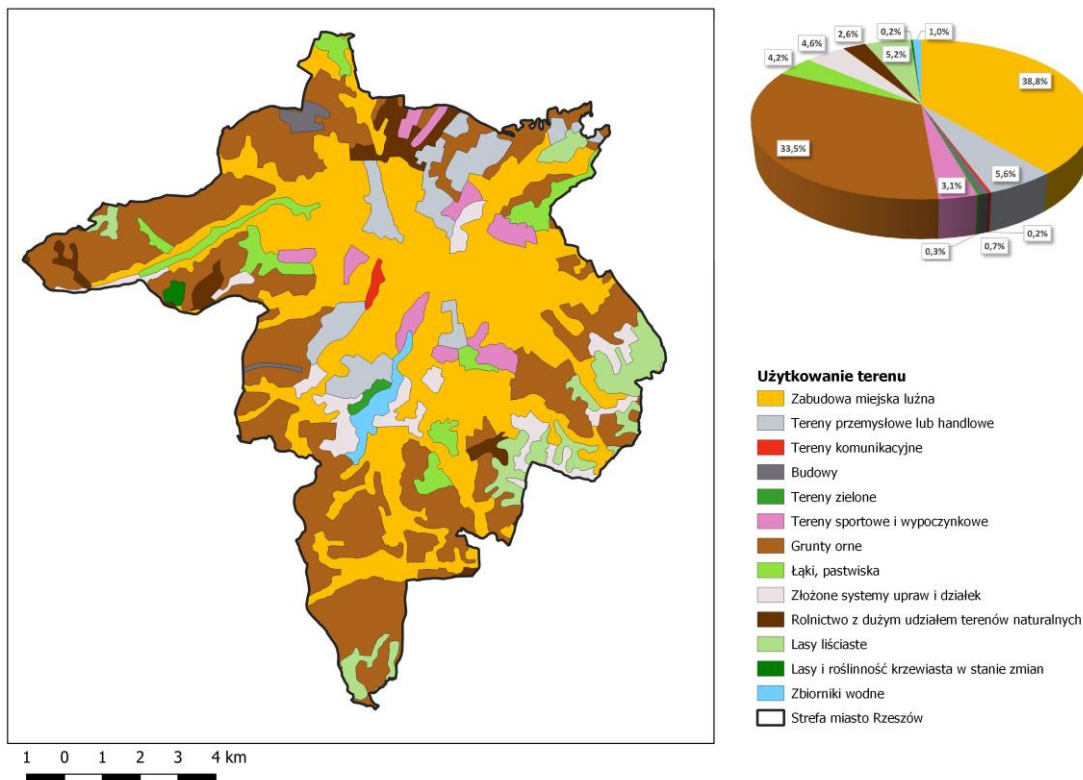 0,2%
1,0%
2,6%
4,6%
5,2%
4,2%
38,8%
33,5%
5,6%
3,1%
0,2%
0,3%
0,7%
Użytkowanie terenu
Zabudowa miejska luźna
Tereny przemysłowe lub handlowe
Tereny komunikacyjne
Budowy
Tereny zielone
Tereny sportowe i wypoczynkowe
Grunty orne
Łąki, pastwiska
Złożone systemy upraw i działek
Rolnictwo z dużym udziałem terenów naturalnych
Lasy liściaste
Lasy i roślinność krzewiasta w stanie zmian
Zbiorniki wodne
Strefa miasto Rzeszów
1 0 1 2 3 4 km